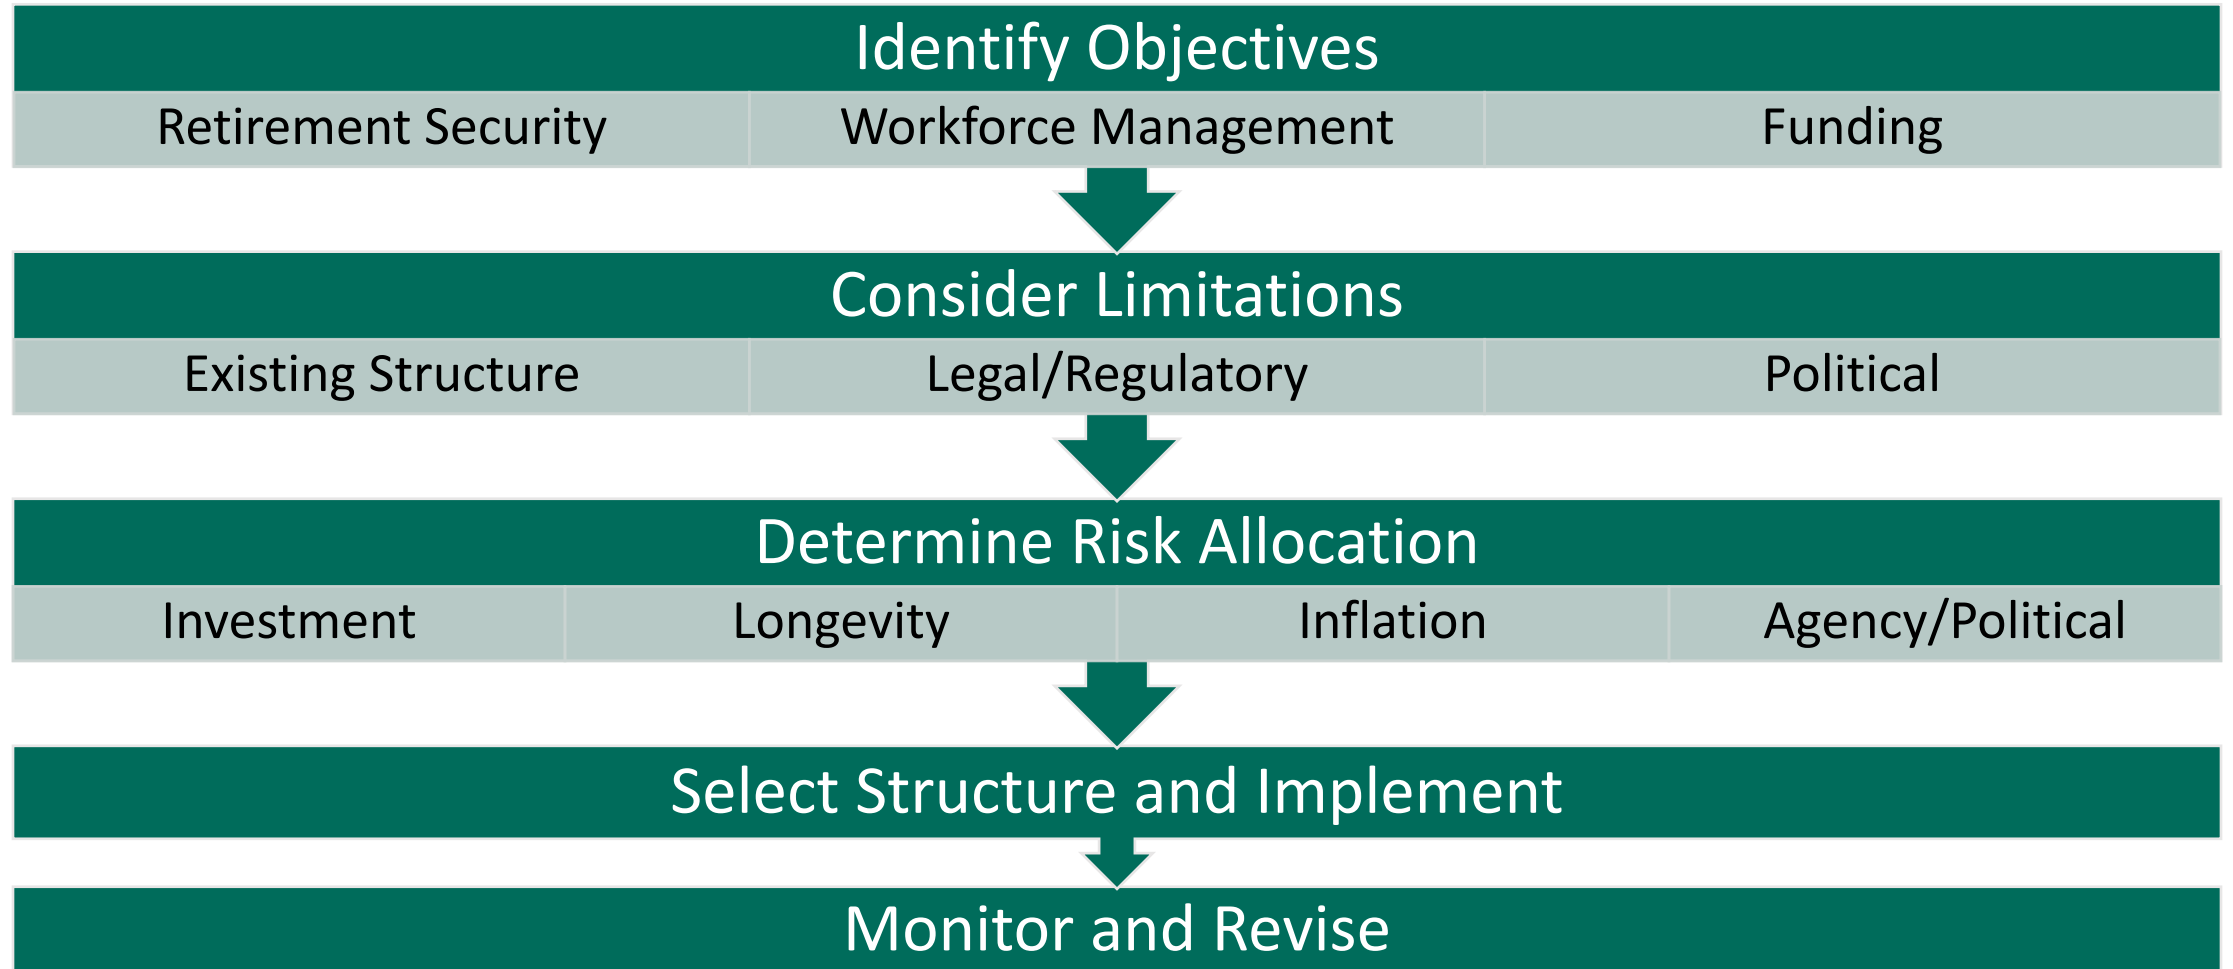 Identify Objectives
Retirement Security Workforce Management Funding
Consider Limitations
Existing Structure Legal/Regulatory Political
Determine Risk Allocation
Investment Longevity Inflation Agency/Political
Select Structure and Implement
Monitor and Revise